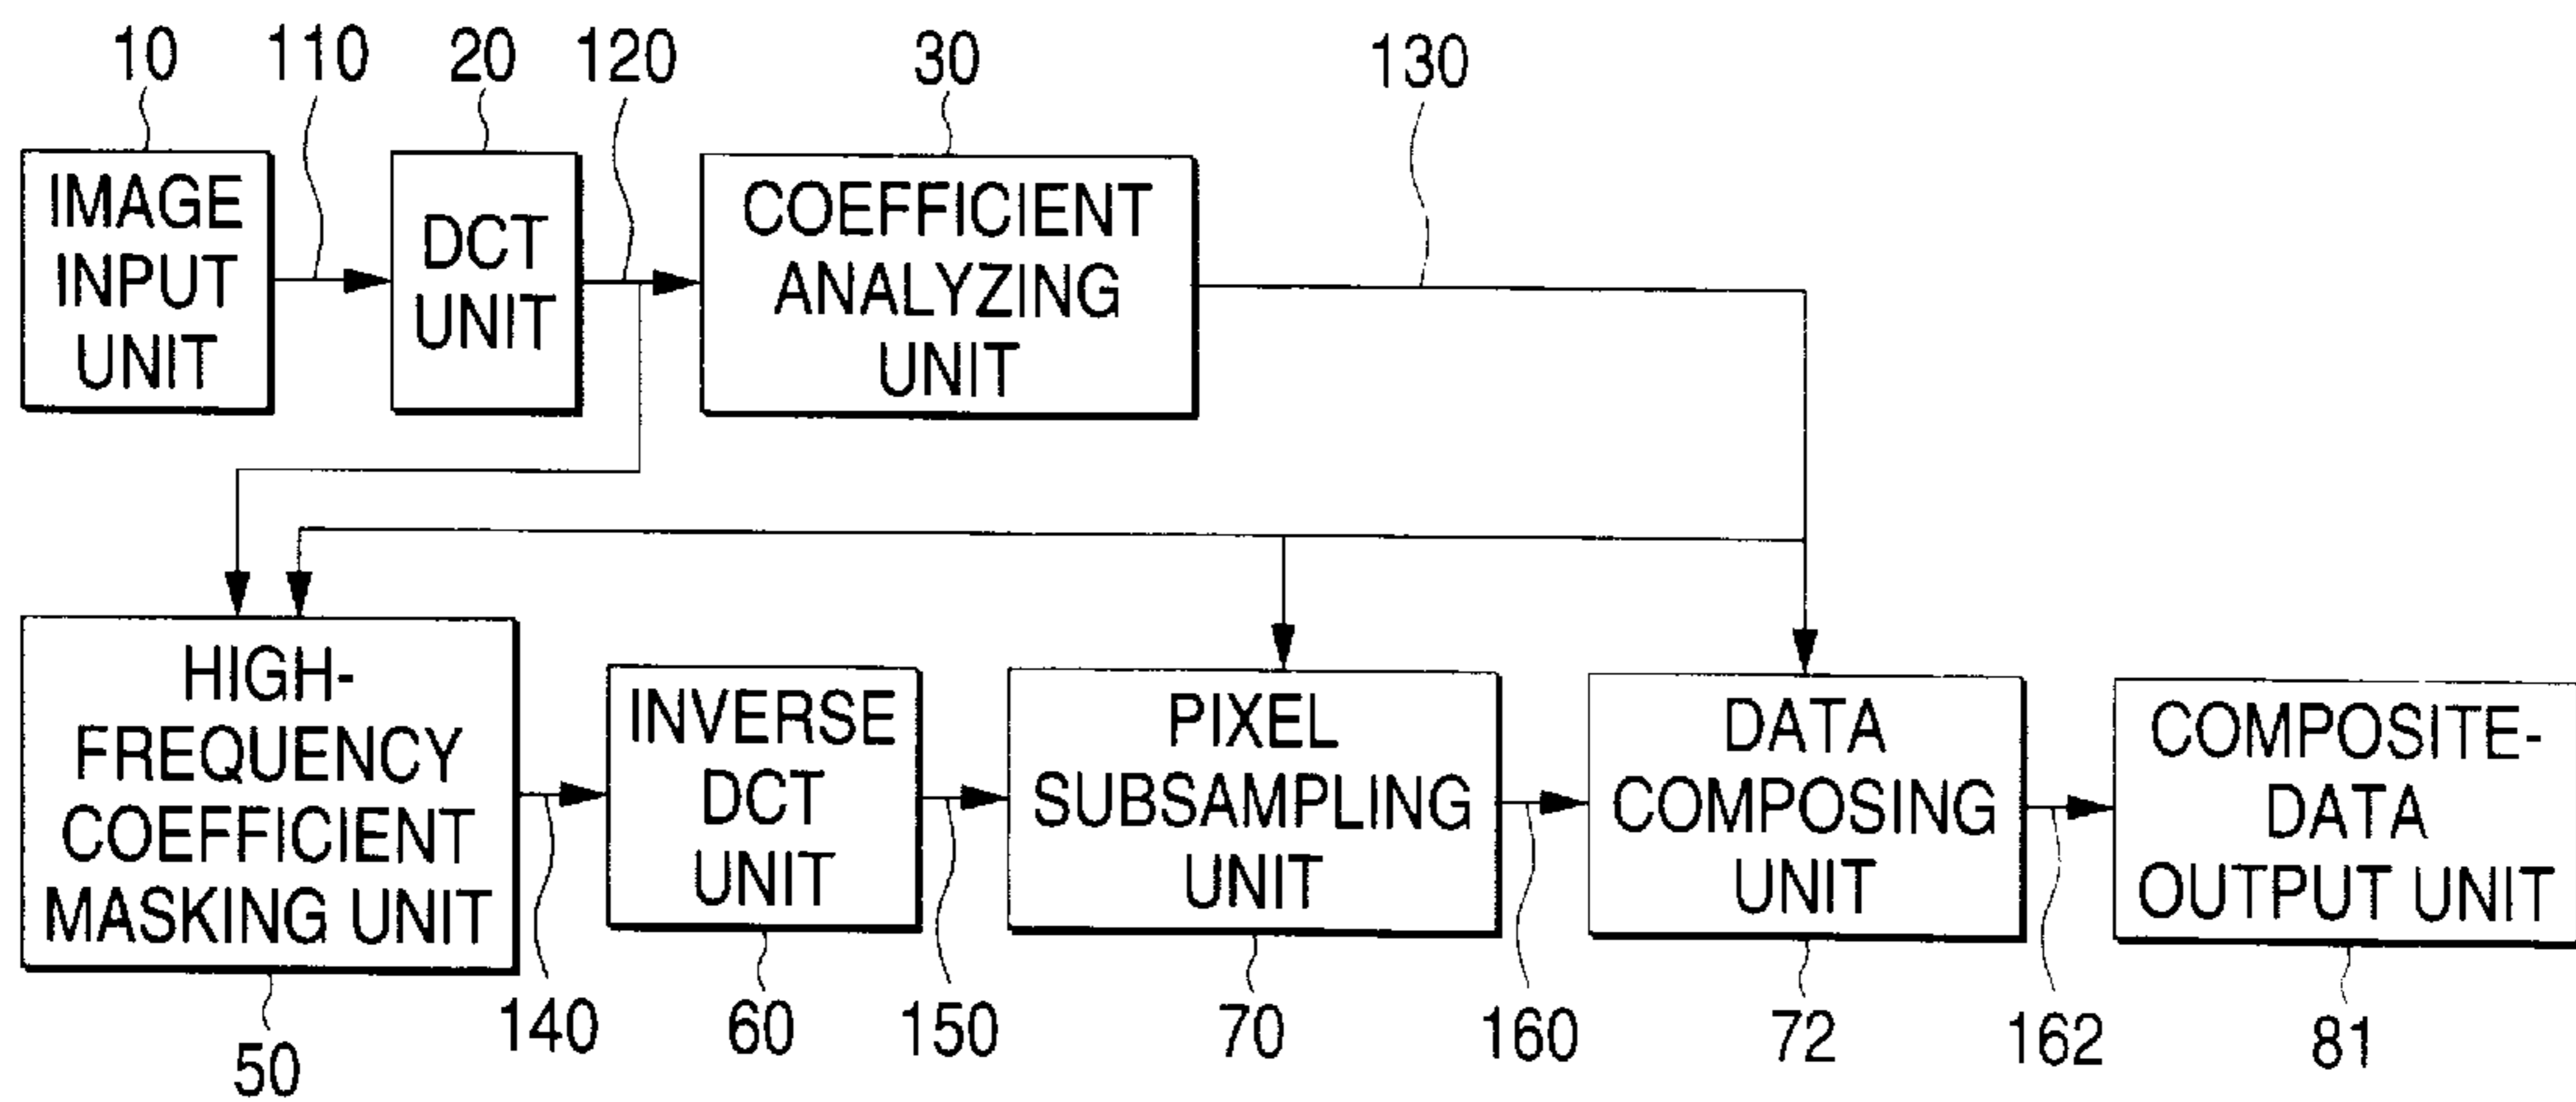 10
110
20
120
30
130
IMAGE
INPUT
UNIT
DCT
UNIT
COEFFICIENT
ANALYZING
UNIT
HIGH-
FREQUENCY
COEFFICIENT
MASKING UNIT
INVERSE
DCT
UNIT
PIXEL
SUBSAMPLING
UNIT
DATA
COMPOSING
UNIT
COMPOSITE-
DATA
OUTPUT UNIT
50
140
60
150
70
160
72
162
81